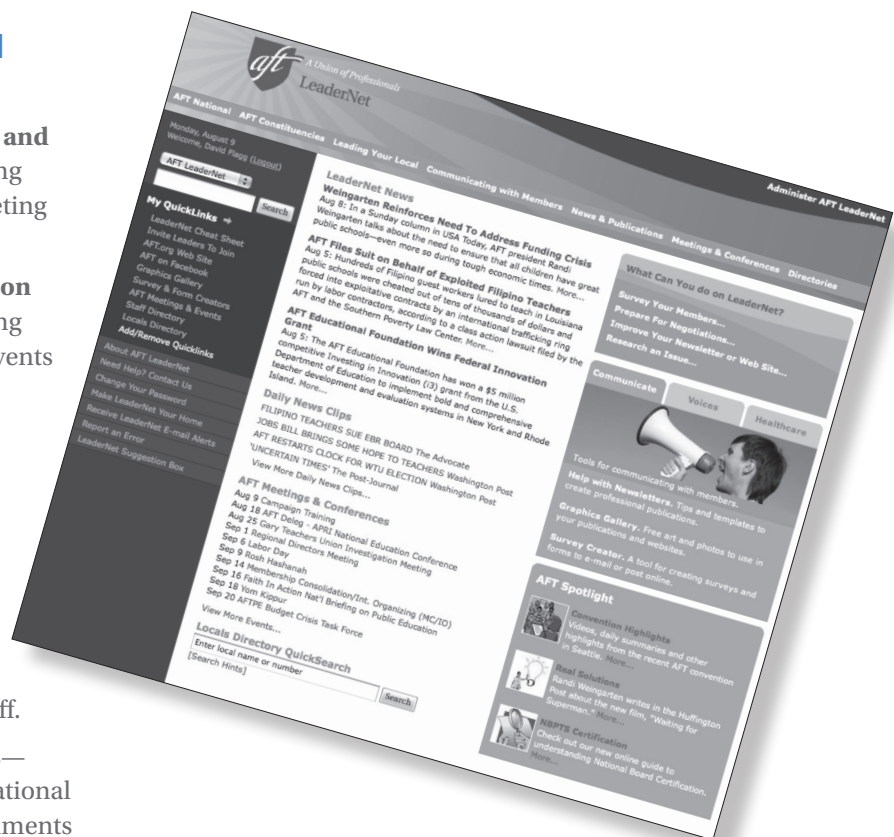 and
ng
eting
on
ng
vents
ff.
—
ational
uments
aft
A Union of Professionals
LeaderNet
Administer AFT LeaderNet
AFT National AFT Constituencies Leading Your Local Communicating with Members News & Publications Meetings & Conferences Directories
Monday, August 9
Welcome, David Flagg (Logout)
AFT LeaderNet
Search
My QuickLinks
LeaderNet Cheat Sheet
Invite Leaders To Join
AFT.org Web Site
AFT on Facebook
Graphics Gallery
Survey & Form Creators
AFT Meetings & Events
Staff Directory
Locals Directory
Add/Remove Quicklinks
About AFT LeaderNet
Need Help? Contact Us
Change Your Password
Make LeaderNet Your Home
Receive LeaderNet E-mail Alerts
Report an Error
LeaderNet Suggestion Box
LeaderNet News
Weingarten Reinforces Need To Address Funding Crisis
Aug 8: In a Sunday column in USA Today, AFT president Randi
Weingarten talks about the need to ensure that all children have great
public schools—even more so during tough economic times. More...
AFT Files Suit on Behalf of Exploited Filipino Teachers
Aug 5: Hundreds of Filipino guest workers lured to teach in Louisiana
public schools were cheated out of tens of thousands of dollars and
forced into exploitative contracts by an international trafficking ring
run by labor contractors, according to a class action lawsuit filed by the
AFT and the Southern Poverty Law Center. More...
AFT Educational Foundation Wins Federal Innovation
Grant
Aug 5: The AFT Educational Foundation has won a $5 million
competitive Investing in Innovation (i3) grant from the U.S.
Department of Education to implement bold and comprehensive
teacher development and evaluation systems in New York and Rhode
Island. More...
Daily News Clips
FILIPINO TEACHERS SUE EBR BOARD The Advocate
JOBS BILL BRINGS SOME HOPE TO TEACHERS Washington Post
AFT RESTARTS CLOCK FOR WTU ELECTION Washington Post
'UNCERTAIN TIMES' The Post-Journal
View More Daily News Clips...
AFT Meetings & Conferences
Aug 9 Campaign Training
Aug 18 AFT Deleg - APRI National Education Conference
Aug 25 Gary Teachers Union Investigation Meeting
Sep 1 Regional Directors Meeting
Sep 6 Labor Day
Sep 9 Rosh Hashanah
Sep 14 Membership Consolidation/Int. Organizing (MC/IO)
Sep 16 Faith In Action Nat'l Briefing on Public Education
Sep 18 Yom Kippur
Sep 20 AFTPE Budget Crisis Task Force
View More Events...
Locals Directory QuickSearch
Enter local name or number
Search
[Search Hints]
What Can You do on LeaderNet?
Survey Your Members...
Prepare For Negotiations...
Improve Your Newsletter or Web Site...
Research an Issue...
Communicate Voices Healthcare
Tools for communicating with members.
Help with Newsletters. Tips and templates to
create professional publications.
Graphics Gallery. Free art and photos to use in
your publications and websites.
Survey Creator. A tool for creating surveys and
forms to e-mail or post online.
AFT Spotlight
Convention Highlights
Videos, daily summaries and other
highlights from the recent AFT convention
in Seattle. More...
Real Solutions
Randi Weingarten writes in the Huffington
Post about the new film, "Waiting for
Superman." More...
NBPTS Certification
Check out our new online guide to
understanding National Board Certification.
More...